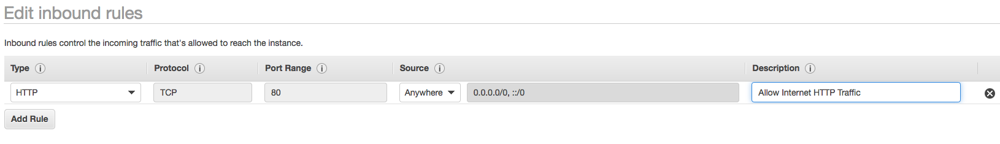 Edit inbound rules
Inbound rules control the incoming traffic that's allowed to reach the instance.
Type i Protocol i Port Range i Source i Description i
HTTP TCP 80 Anywhere 0.0.0.0/0, ::/0 Allow Internet HTTP Traffic
Add Rule